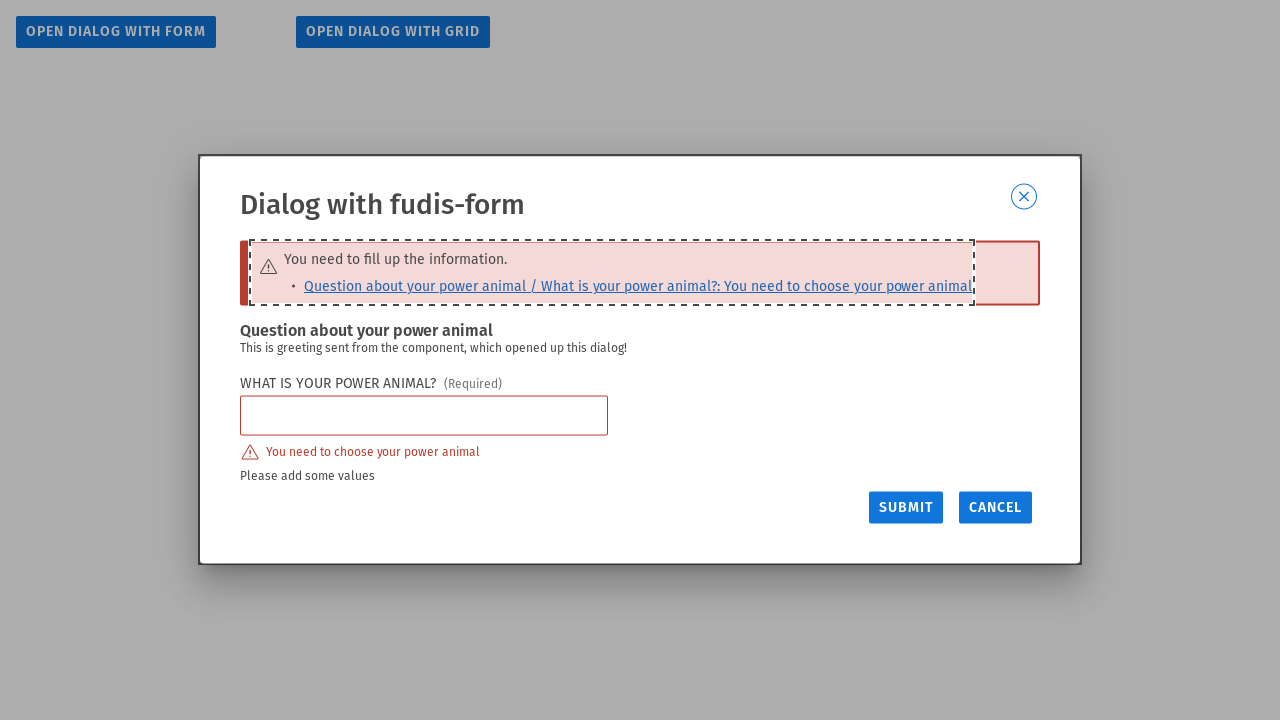 OPEN DIALOG WITH FORM
OPEN DIALOG WITH GRID
Dialog with fudis-form
You need to fill up the information.
• Question about your power animal / What is your power animal?: You need to choose your power animal
Question about your power animal
This is greeting sent from the component, which opened up this dialog!
WHAT IS YOUR POWER ANIMAL? (Required)
You need to choose your power animal
Please add some values
SUBMIT
CANCEL